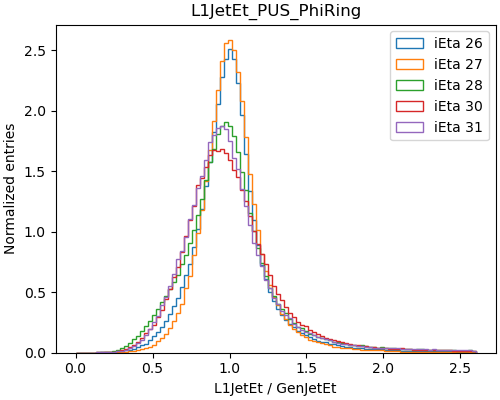 L1JetEt_PUS_PhiRing
Normalized entries
2.5
2.0
1.5
1.0
0.5
0.0
0.0 0.5 1.0 1.5 2.0 2.5
L1JetEt / GenJetEt
iEta 26
iEta 27
iEta 28
iEta 30
iEta 31